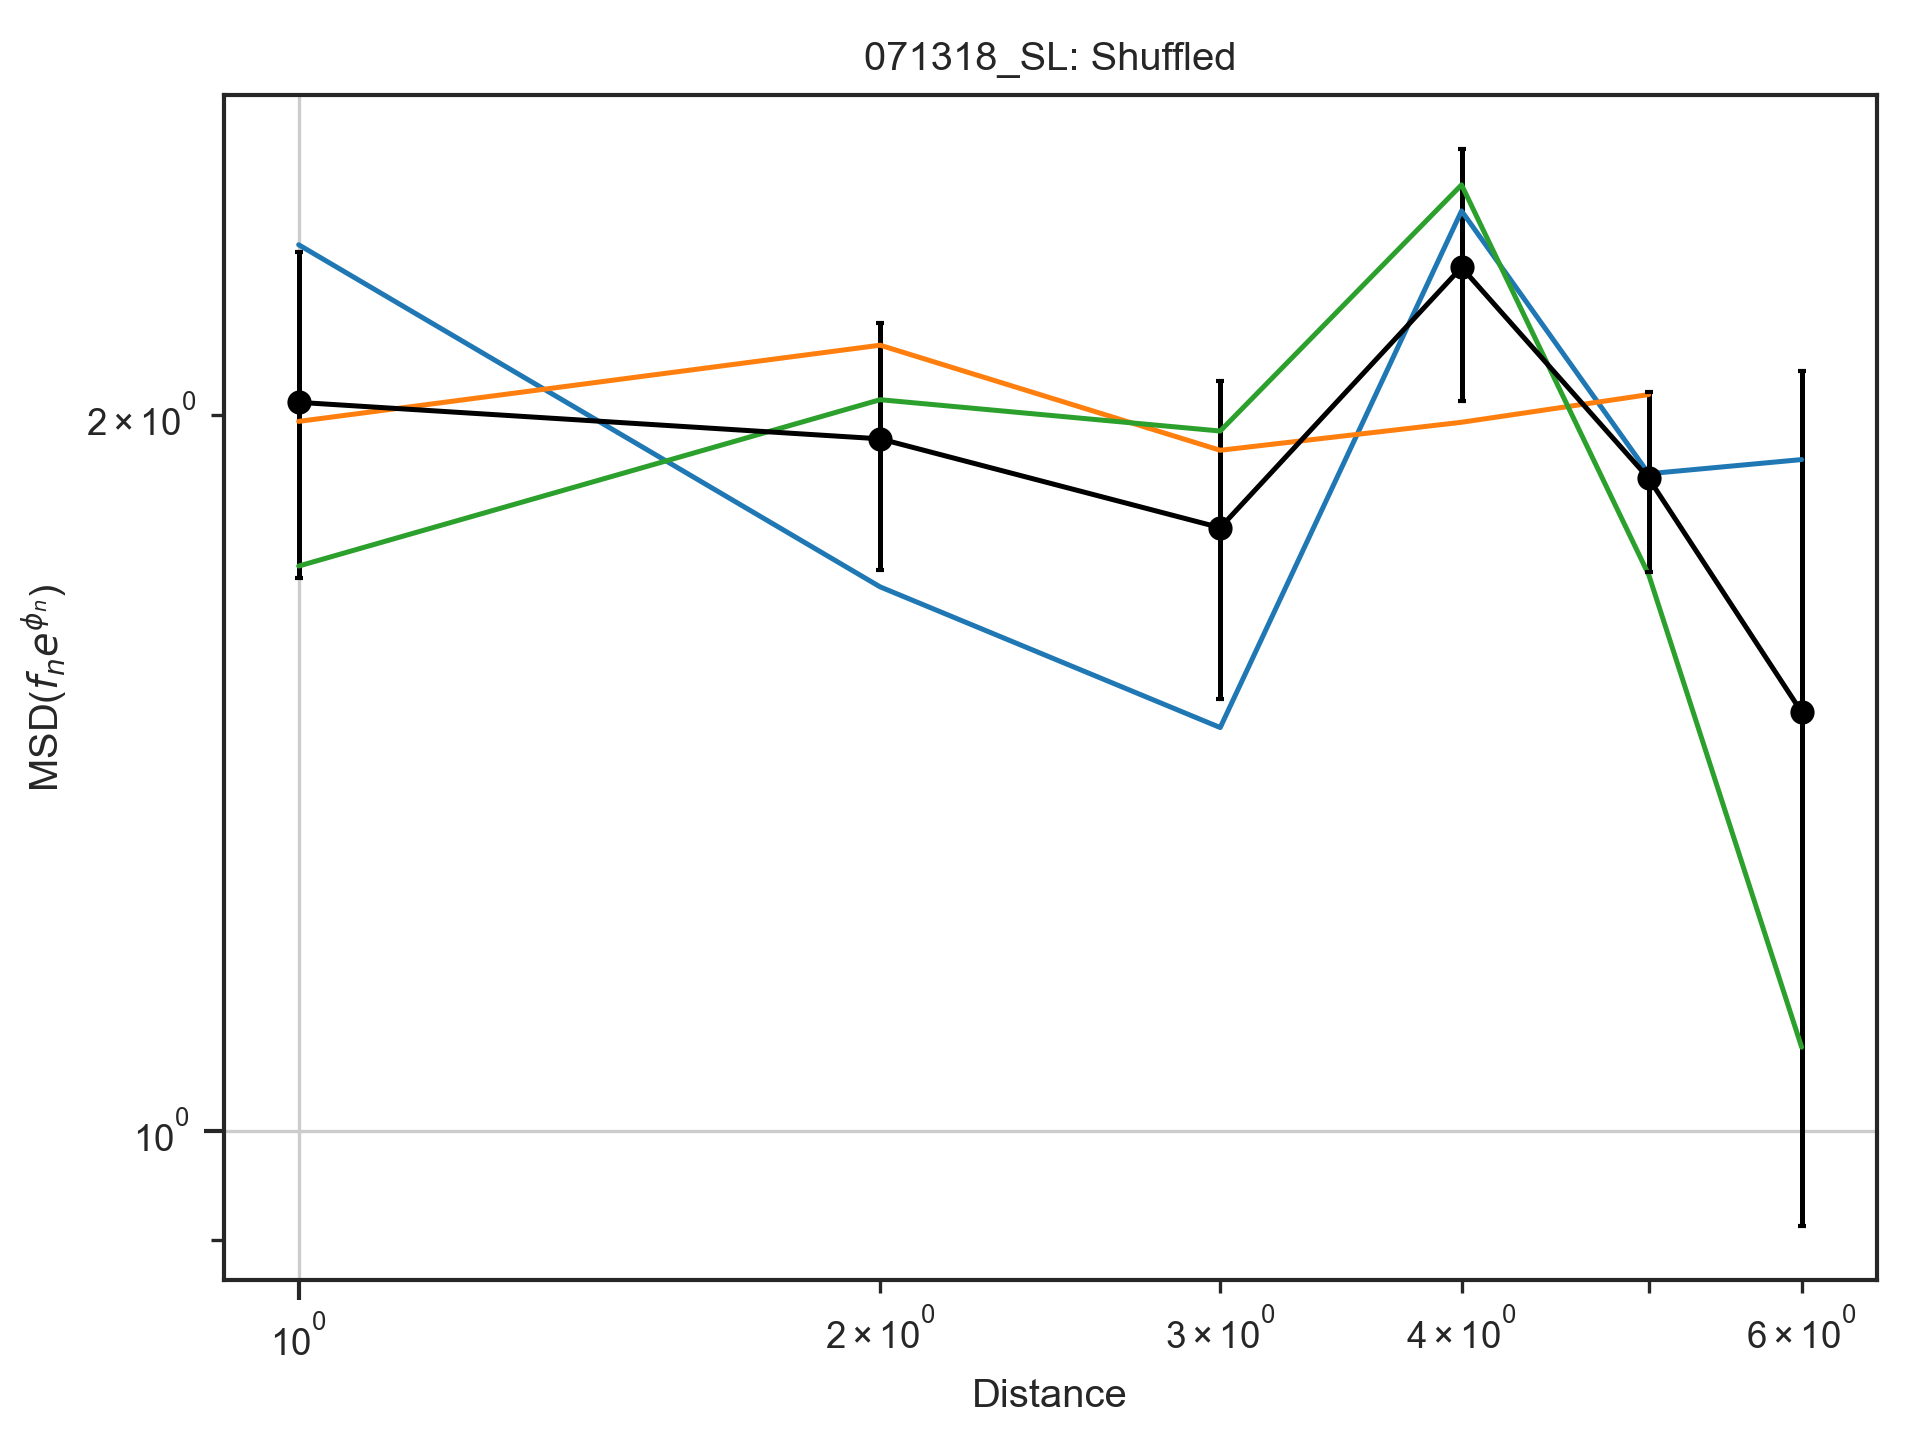 071318_SL: Shuffled
MSD(fₙe^ϕₙ)
2 × 10⁰
10⁰
10⁰ 2 × 10⁰ 3 × 10⁰ 4 × 10⁰ 6 × 10⁰
Distance